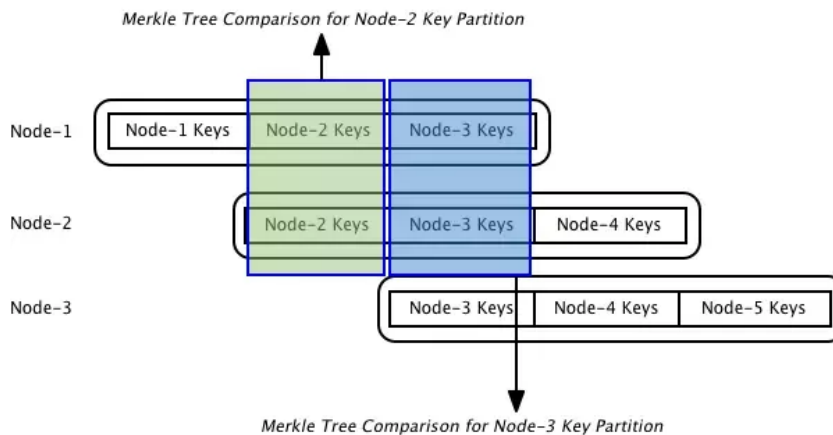 Merkle Tree Comparison for Node-2 Key Partition
Node-1 Node-1 Keys Node-2 Keys Node-3 Keys
Node-2 Node-2 Keys Node-3 Keys Node-4 Keys
Node-3 Node-3 Keys Node-4 Keys Node-5 Keys
Merkle Tree Comparison for Node-3 Key Partition